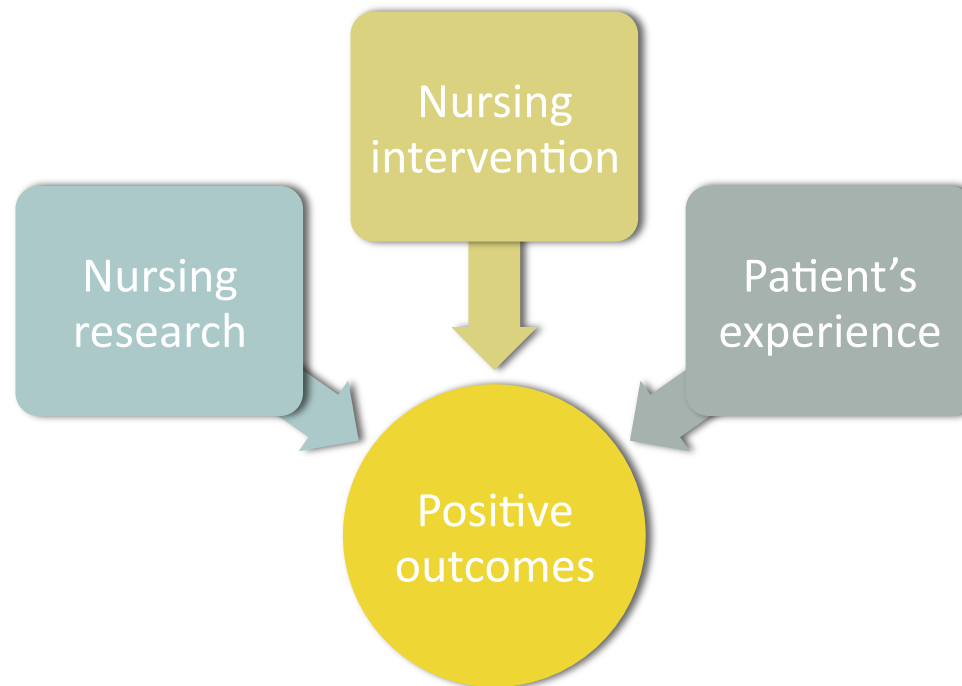 Nursing
intervention
Nursing
research
Patient’s
experience
Positive
outcomes